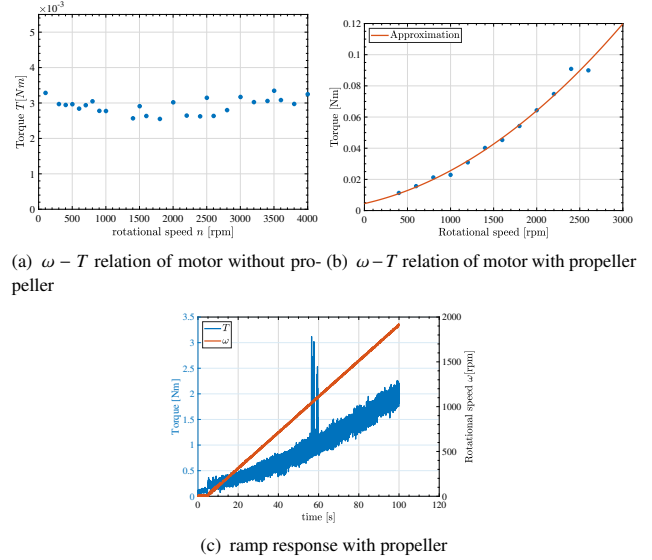 ×10⁻³
5
4
3
2
1
0
Torque T[Nm]
0 500 1000 1500 2000 2500 3000 3500 4000
rotational speed n [rpm]
0.12
0.1
0.08
0.06
0.04
0.02
0
Torque [Nm]
Approximation
0 500 1000 1500 2000 2500 3000
Rotational speed [rpm]
(a) ω − T relation of motor without pro-
peller
(b) ω−T relation of motor with propeller
3.5
3
2.5
2
1.5
1
0.5
0
Torque [Nm]
T
ω
2000
1500
1000
500
0
Rotational speed ω[rpm]
0 20 40 60 80 100 120
time [s]
(c) ramp response with propeller